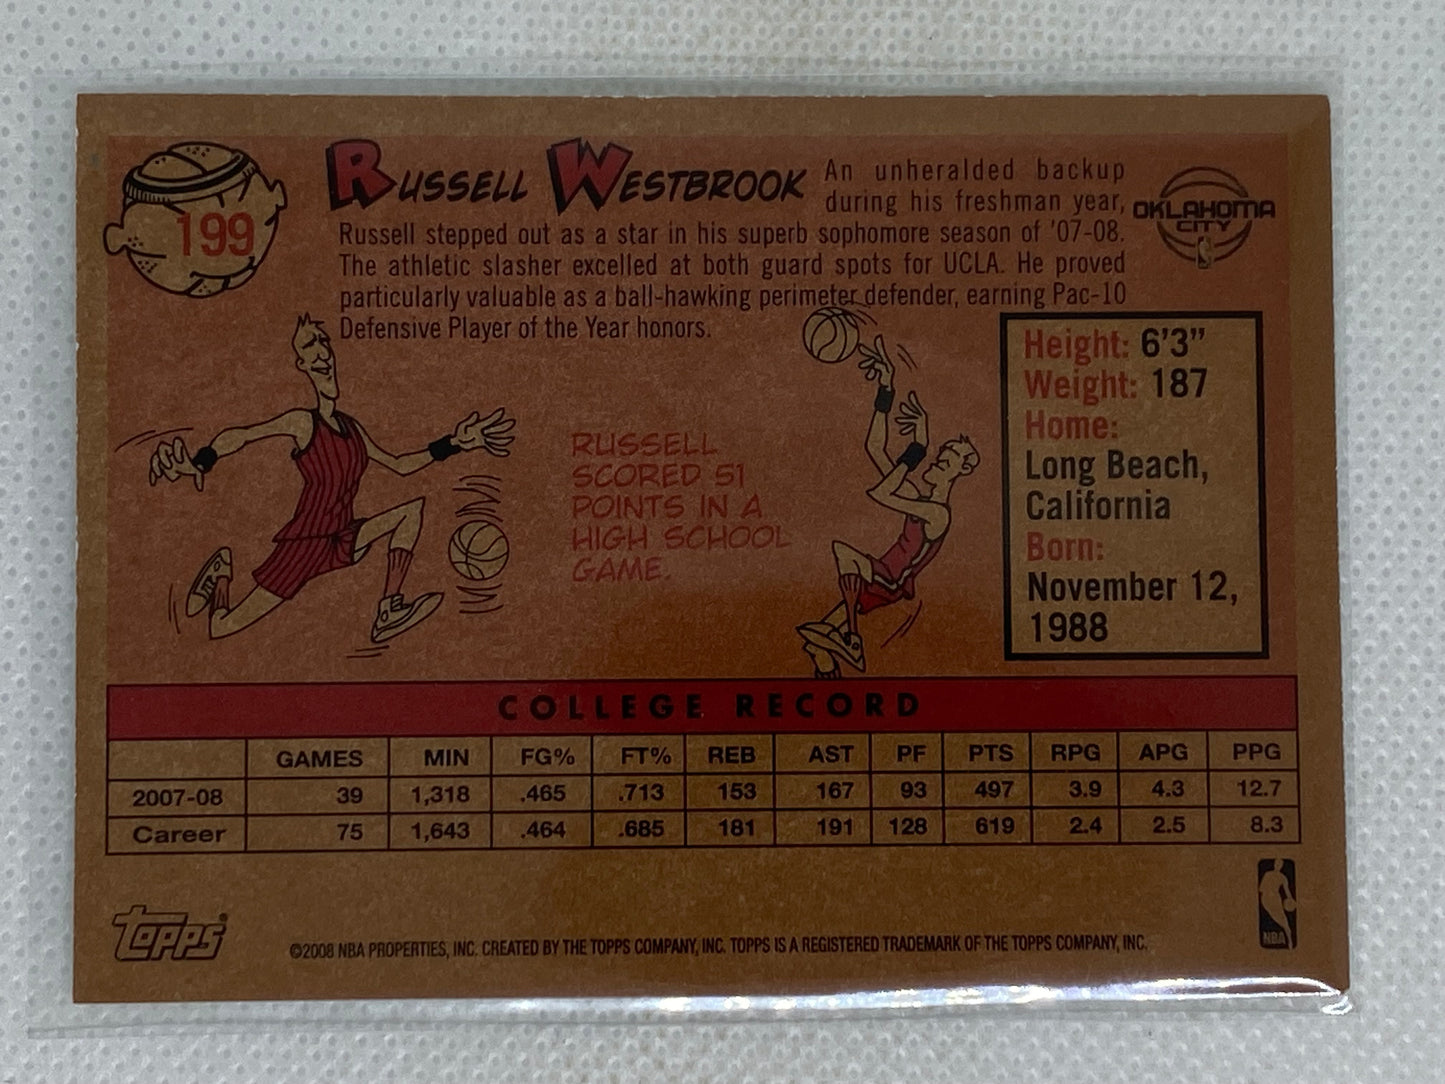 199
RUSSELL WESTBROOK
An unheralded backup
during his freshman year,
Russell stepped out as a star in his superb sophomore season of '07-08.
The athletic slasher excelled at both guard spots for UCLA. He proved
particularly valuable as a ball-hawking perimeter defender, earning Pac-10
Defensive Player of the Year honors.
OKLAHOMA
CITY
RUSSELL
SCORED 51
POINTS IN A
HIGH SCHOOL
GAME.
Height: 6'3"
Weight: 187
Home:
Long Beach,
California
Born:
November 12,
1988
COLLEGE RECORD
GAMES MIN FG% FT% REB AST PF PTS RPG APG PPG
2007-08 39 1,318 .465 .713 153 167 93 497 3.9 4.3 12.7
Career 75 1,643 .464 .685 181 191 128 619 2.4 2.5 8.3
Topps®
©2008 NBA PROPERTIES, INC. CREATED BY THE TOPPS COMPANY, INC. TOPPS IS A REGISTERED TRADEMARK OF THE TOPPS COMPANY, INC.
NBA